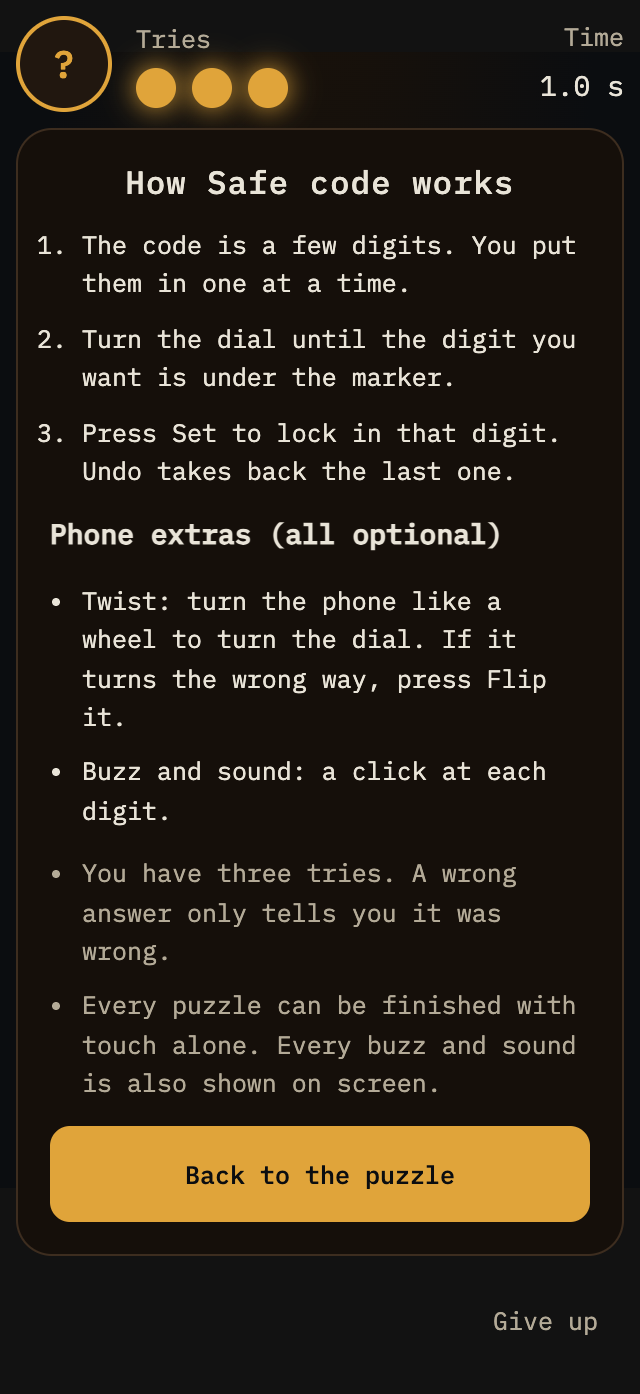 ?
Tries
Time
1.0 s
How Safe code works
1. The code is a few digits. You put
them in one at a time.
2. Turn the dial until the digit you
want is under the marker.
3. Press Set to lock in that digit.
Undo takes back the last one.
Phone extras (all optional)
• Twist: turn the phone like a
wheel to turn the dial. If it
turns the wrong way, press Flip
it.
• Buzz and sound: a click at each
digit.
• You have three tries. A wrong
answer only tells you it was
wrong.
• Every puzzle can be finished with
touch alone. Every buzz and sound
is also shown on screen.
Back to the puzzle
Give up